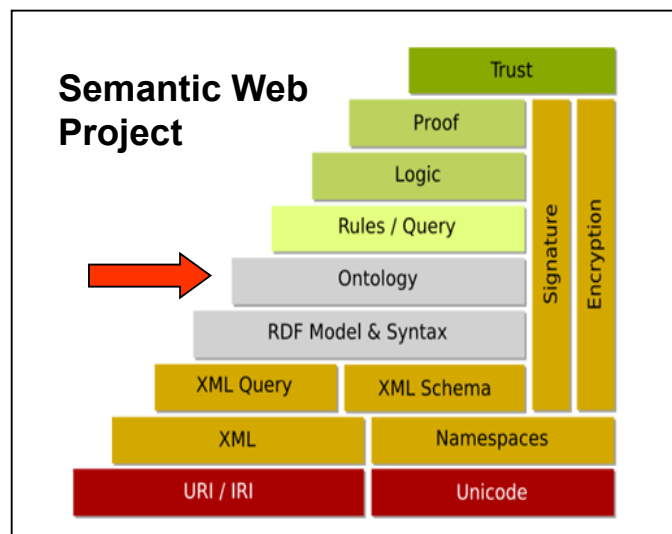 Semantic Web
Project
Trust
Proof
Logic
Rules / Query
Ontology
RDF Model & Syntax
XML Query
XML Schema
XML
Namespaces
URI / IRI
Unicode
Signature
Encryption